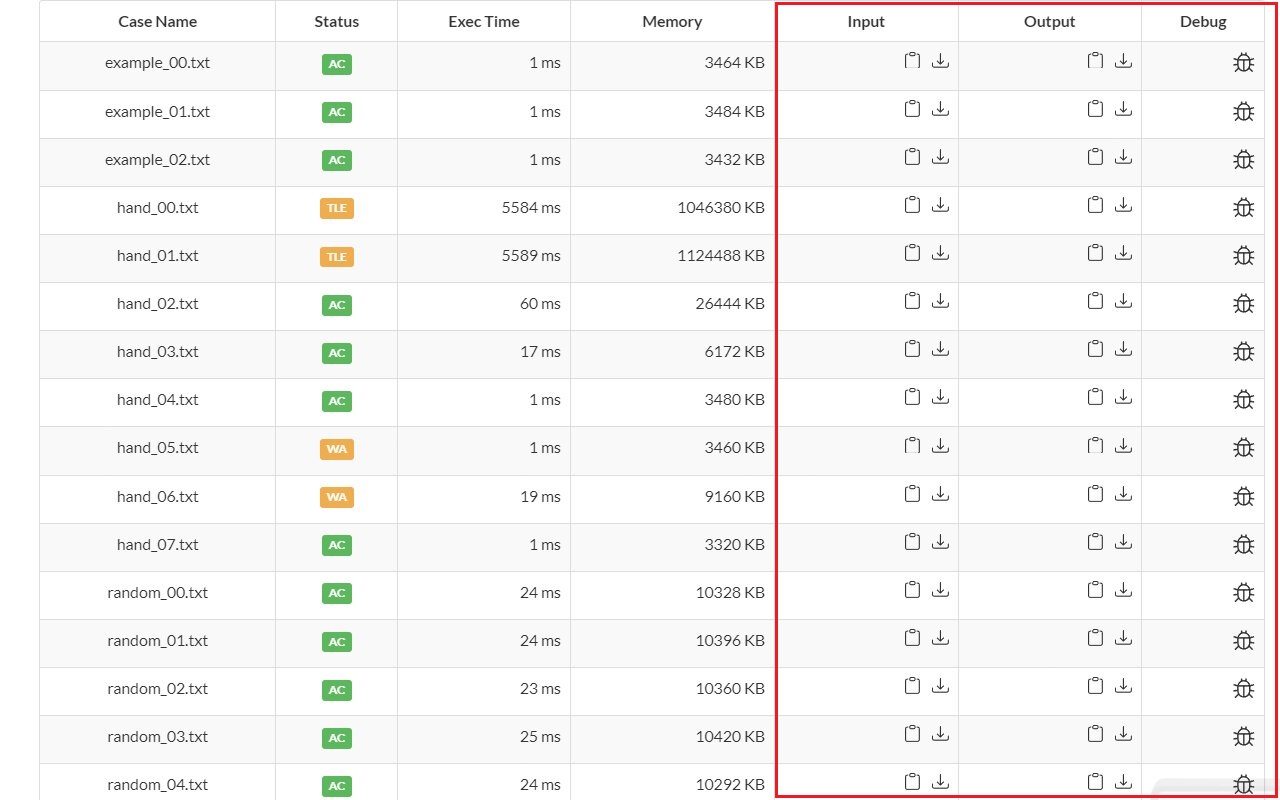 Case Name Status Exec Time Memory Input Output Debug
example_00.txt AC 1 ms 3464 KB
example_01.txt AC 1 ms 3484 KB
example_02.txt AC 1 ms 3432 KB
hand_00.txt TLE 5584 ms 1046380 KB
hand_01.txt TLE 5589 ms 1124488 KB
hand_02.txt AC 60 ms 26444 KB
hand_03.txt AC 17 ms 6172 KB
hand_04.txt AC 1 ms 3480 KB
hand_05.txt WA 1 ms 3460 KB
hand_06.txt WA 19 ms 9160 KB
hand_07.txt AC 1 ms 3320 KB
random_00.txt AC 24 ms 10328 KB
random_01.txt AC 24 ms 10396 KB
random_02.txt AC 23 ms 10360 KB
random_03.txt AC 25 ms 10420 KB
random_04.txt AC 24 ms 10292 KB